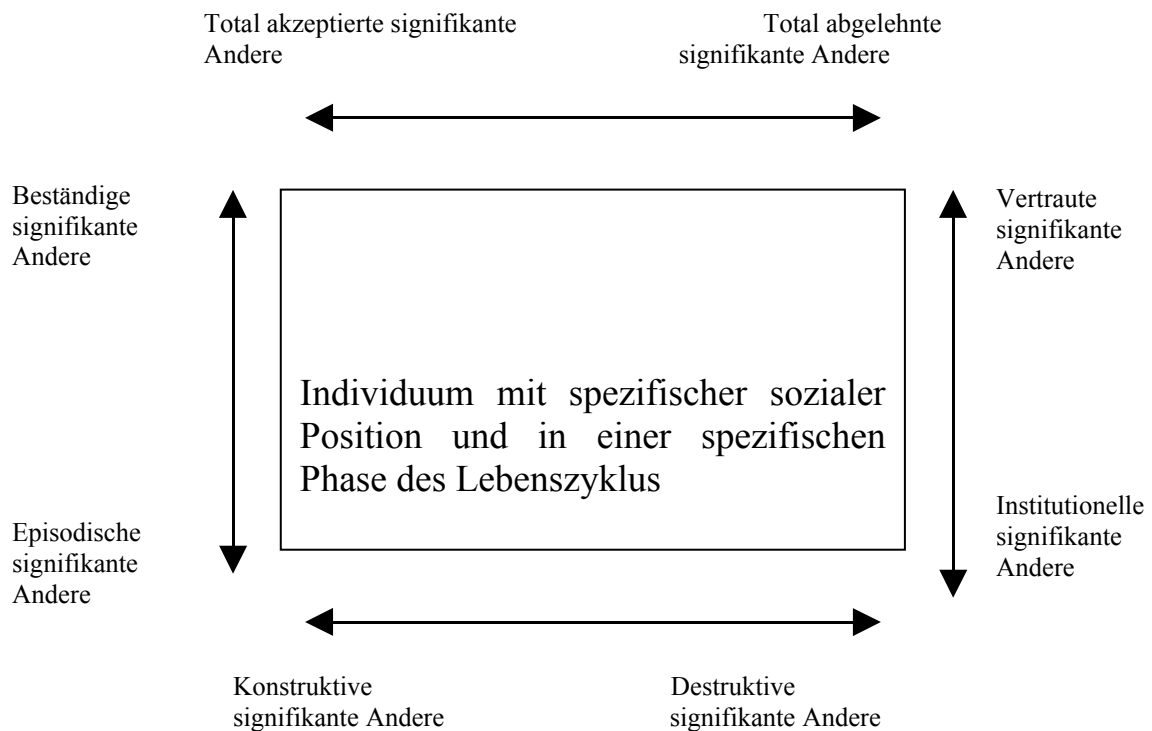 Total akzeptierte signifikante
Andere
Total abgelehnte
signifikante Andere
Beständige
signifikante
Andere
Vertraute
signifikante
Andere
Individuum mit spezifischer sozialer
Position und in einer spezifischen
Phase des Lebenszyklus
Episodische
signifikante
Andere
Institutionelle
signifikante
Andere
Konstruktive
signifikante Andere
Destruktive
signifikante Andere